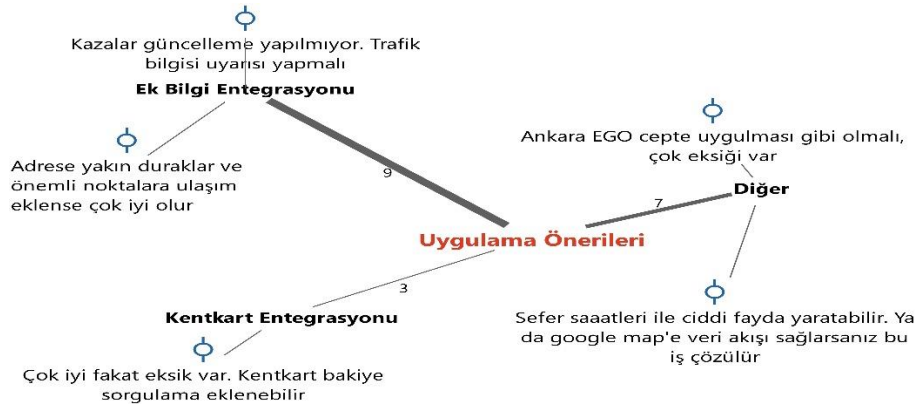 Kazalar güncelleme yapılmıyor. Trafik
bilgisi uyarısı yapmalı
Ek Bilgi Entegrasyonu
Adrese yakın duraklar ve
önemli noktalara ulaşım
eklense çok iyi olur
9
Ankara EGO cepte uygulması gibi olmalı,
çok eksiği var
Diğer
7
Uygulama Önerileri
3
Kentkart Entegrasyonu
Çok iyi fakat eksik var. Kentkart bakiye
sorgulama eklenebilir
Sefer saaatleri ile ciddi fayda yaratabilir. Ya
da google map'e veri akışı sağlarsanız bu
iş çözülür